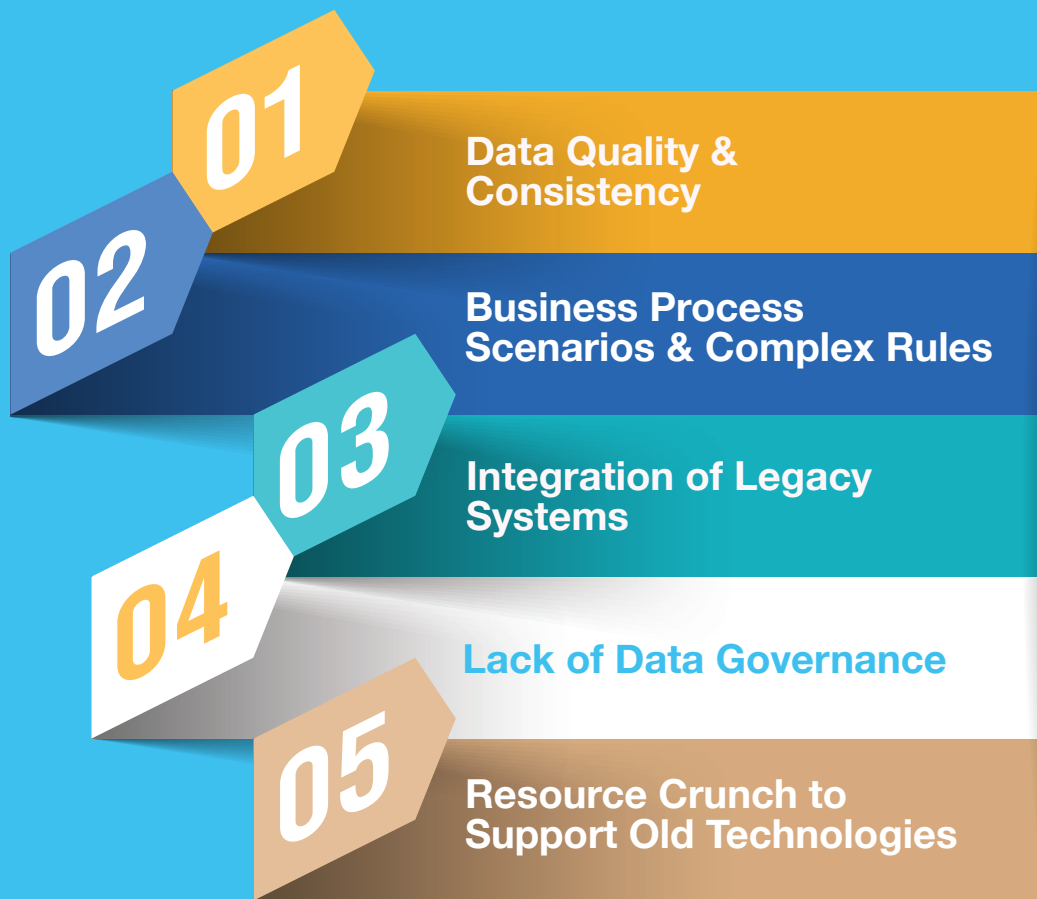 01
Data Quality &
Consistency
02
Business Process
Scenarios & Complex Rules
03
Integration of Legacy
Systems
04
Lack of Data Governance
05
Resource Crunch to
Support Old Technologies